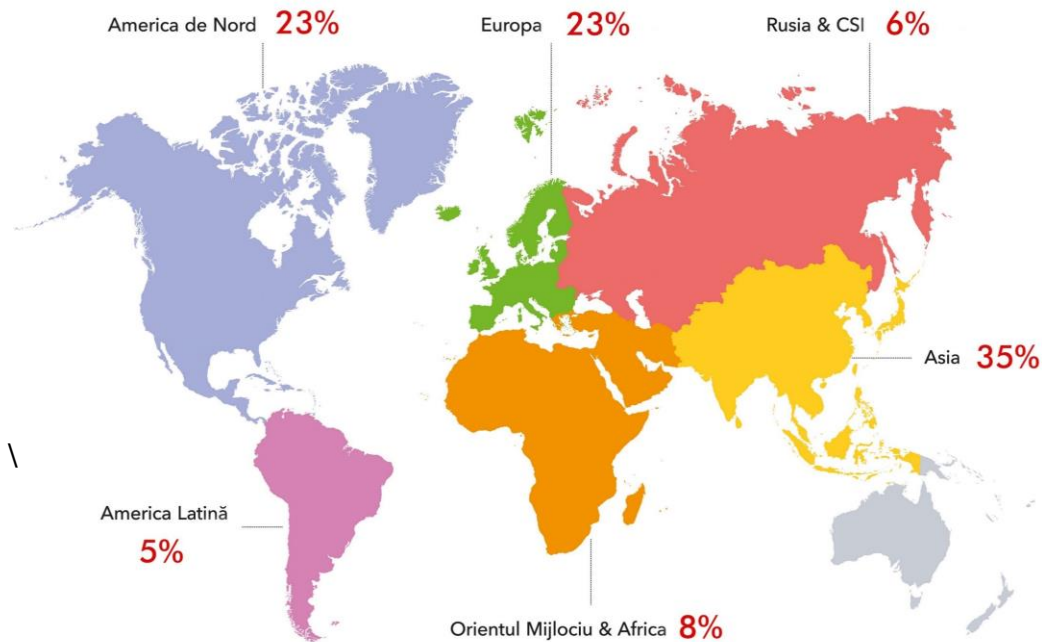 America de Nord 23%
Europa 23%
Rusia & CSI 6%
Asia 35%
\
America Latină
5%
Orientul Mijlociu & Africa 8%